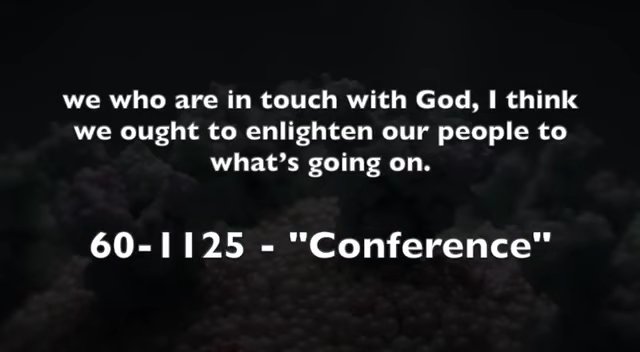 we who are in touch with God, I think
we ought to enlighten our people to
what’s going on.
60-1125 - "Conference"